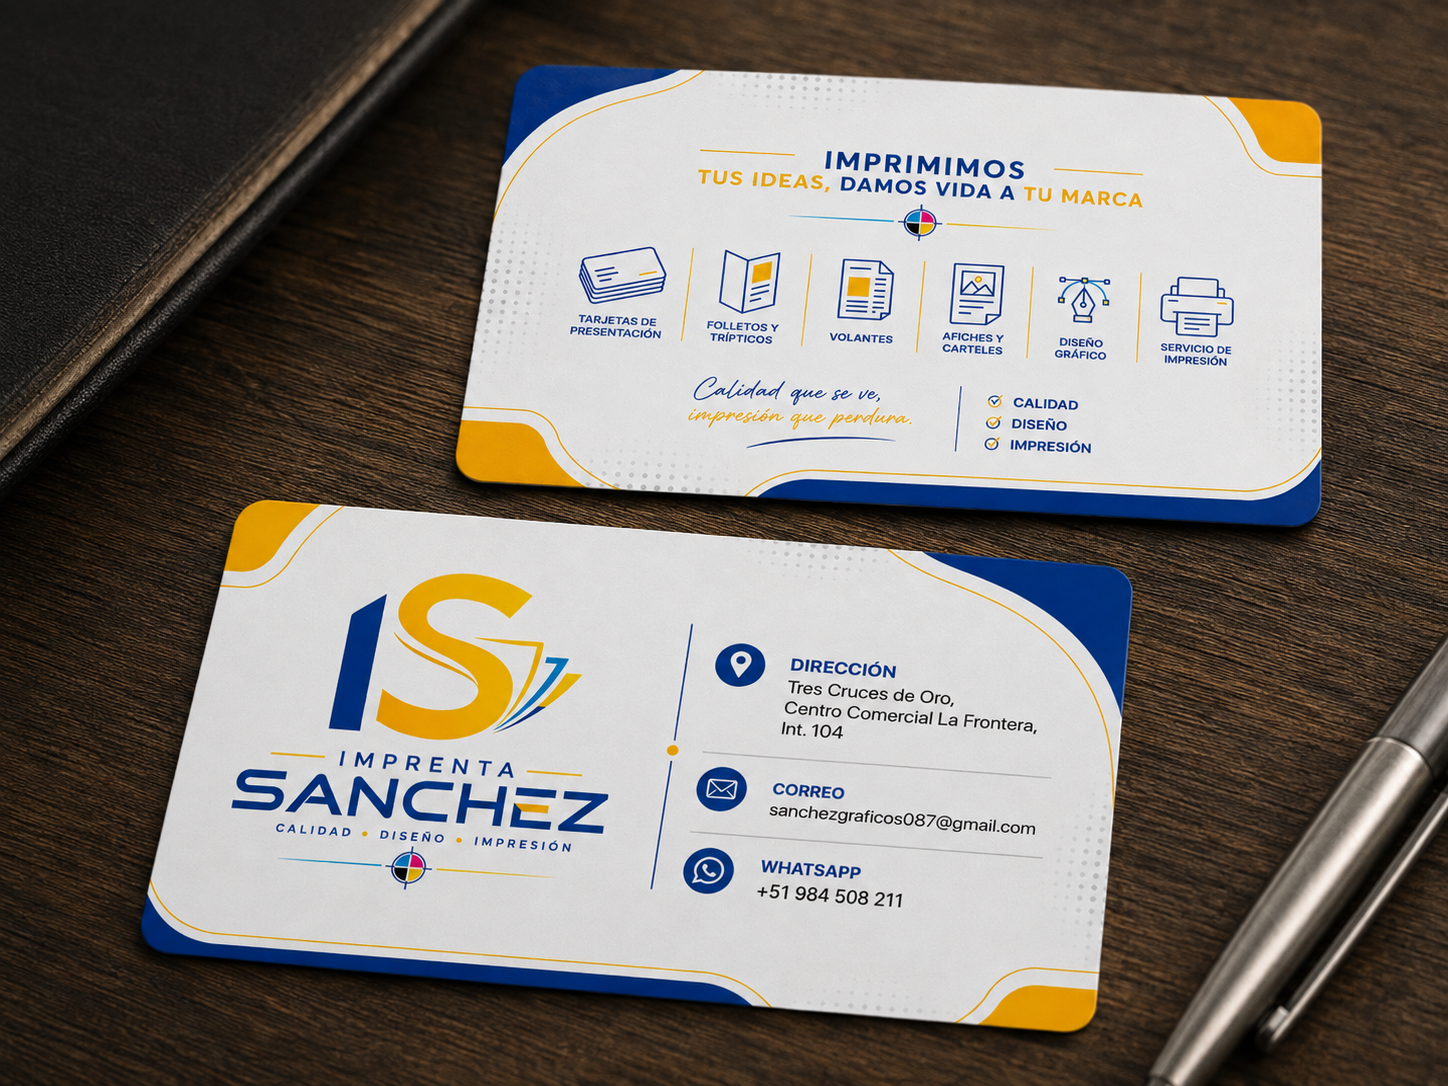 IMPRIMIMOS
TUS IDEAS, DAMOS VIDA A TU MARCA
TARJETAS DE
PRESENTACIÓN
FOLLETOS Y
TRÍPTICOS
VOLANTES
AFICHES Y
CARTELES
DISEÑO
GRÁFICO
SERVICIO DE
IMPRESIÓN
Calidad que se ve,
impresión que perdura.
CALIDAD
DISEÑO
IMPRESIÓN
IS
IMPRENTA
SANCHEZ
CALIDAD • DISEÑO • IMPRESIÓN
DIRECCIÓN
Tres Cruces de Oro,
Centro Comercial La Frontera,
Int. 104
CORREO
sanchezgraficos087@gmail.com
WHATSAPP
+51 984 508 211